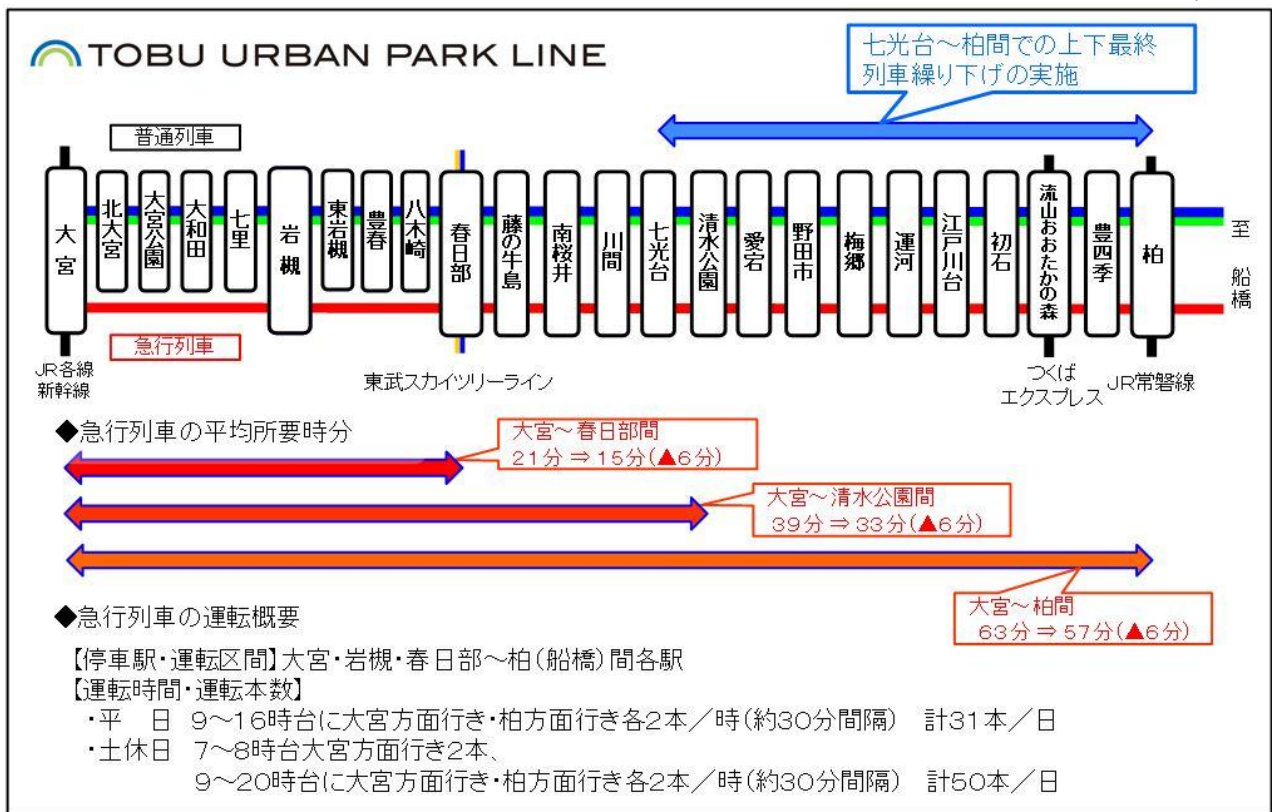 TOBU URBAN PARK LINE
七光台～柏間での上下最終
列車繰り下げの実施
普通列車
大宮
北大宮
大宮公園
大和田
七里
岩槻
東岩槻
豊春
八木崎
春日部
藤の牛島
南桜井
川間
七光台
清水公園
愛宕
野田市
梅郷
運河
江戸川台
初石
流山おおたかの森
豊四季
柏
至 船橋
急行列車
JR各線
新幹線
東武スカイツリーライン
つくば
エクスプレス
JR常磐線
◆急行列車の平均所要時分
大宮～春日部間
21分⇒15分(▲6分)
大宮～清水公園間
39分⇒33分(▲6分)
大宮～柏間
63分⇒57分(▲6分)
◆急行列車の運転概要
【停車駅・運転区間】大宮・岩槻・春日部～柏(船橋)間各駅
【運転時間・運転本数】
・平　日　9～16時台に大宮方面行き・柏方面行き各2本／時(約30分間隔)　計31本／日
・土休日　7～8時台大宮方面行き2本、
9～20時台に大宮方面行き・柏方面行き各2本／時(約30分間隔)　計50本／日